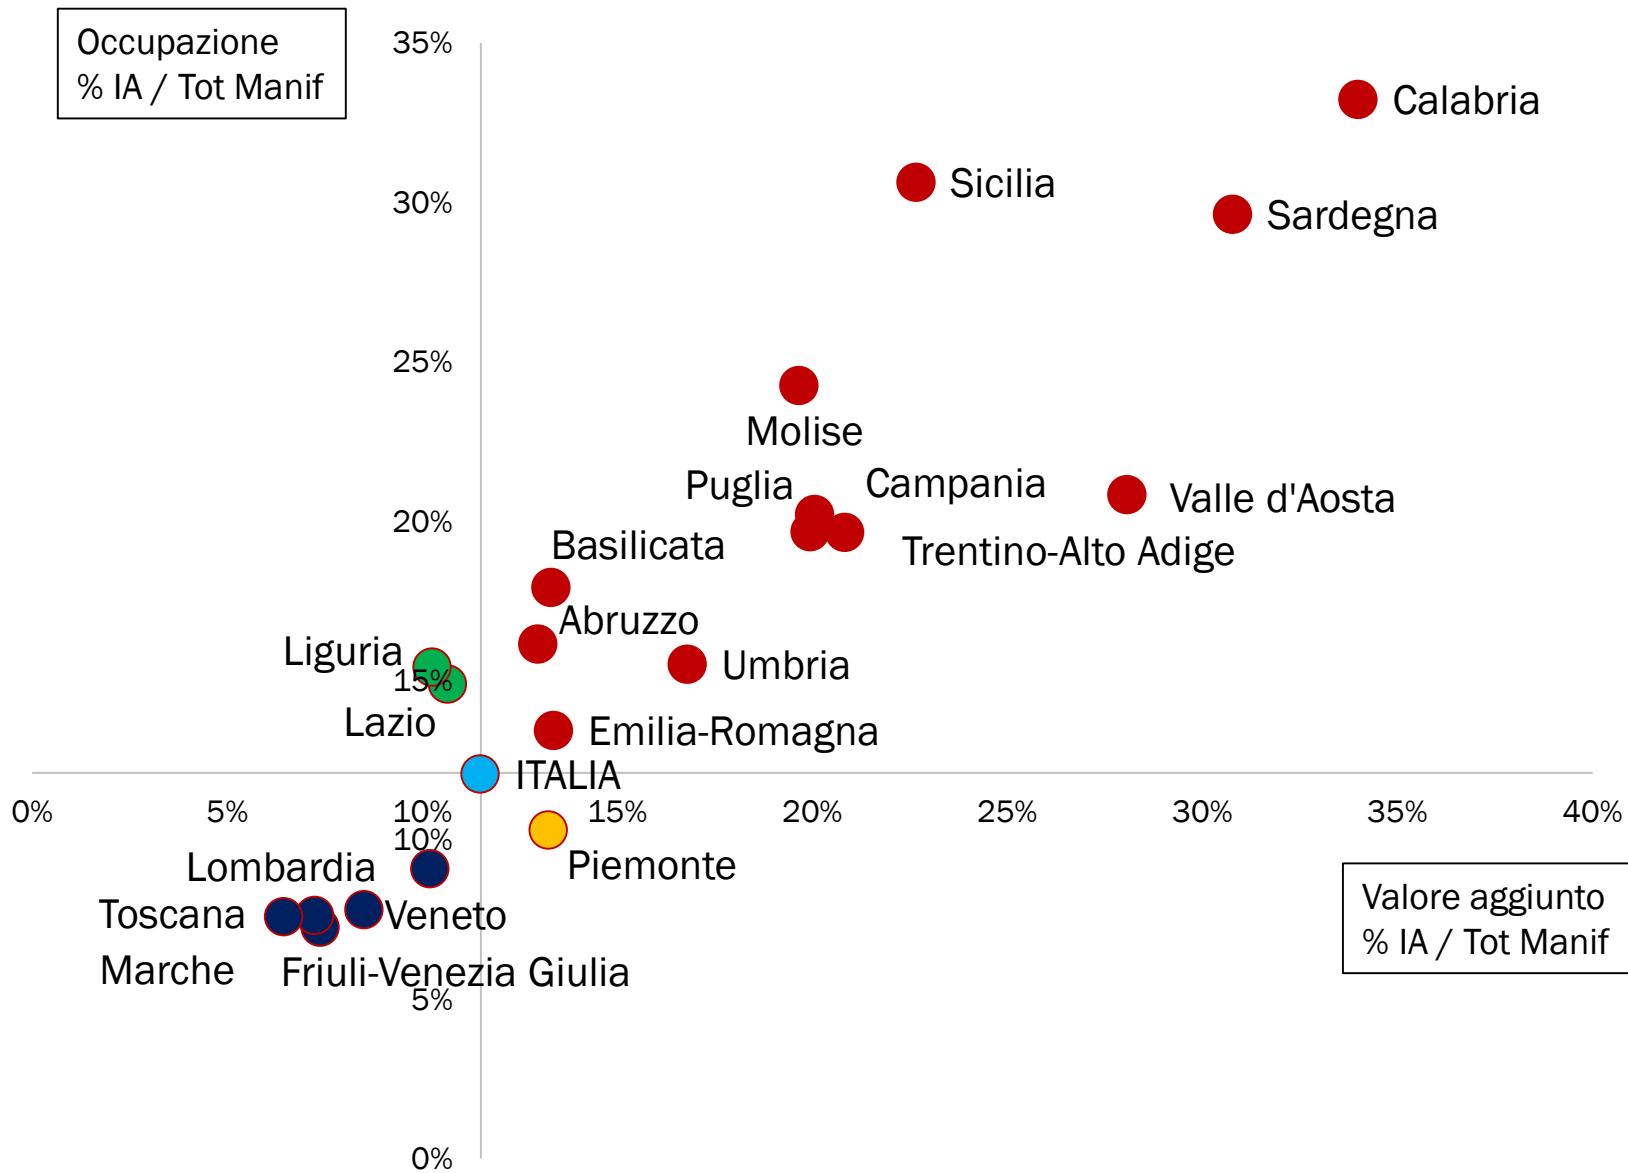 Occupazione
% IA / Tot Manif
35%
Calabria
Sicilia
30%
Sardegna
25%
Molise
Puglia
Campania
Valle d'Aosta
20%
Basilicata
Trentino-Alto Adige
Abruzzo
Liguria
Umbria
15%
Lazio
Emilia-Romagna
ITALIA
0% 5% 10% 15% 20% 25% 30% 35% 40%
10%
Lombardia
Piemonte
Valore aggiunto
% IA / Tot Manif
Toscana
Veneto
Marche
Friuli-Venezia Giulia
5%
0%